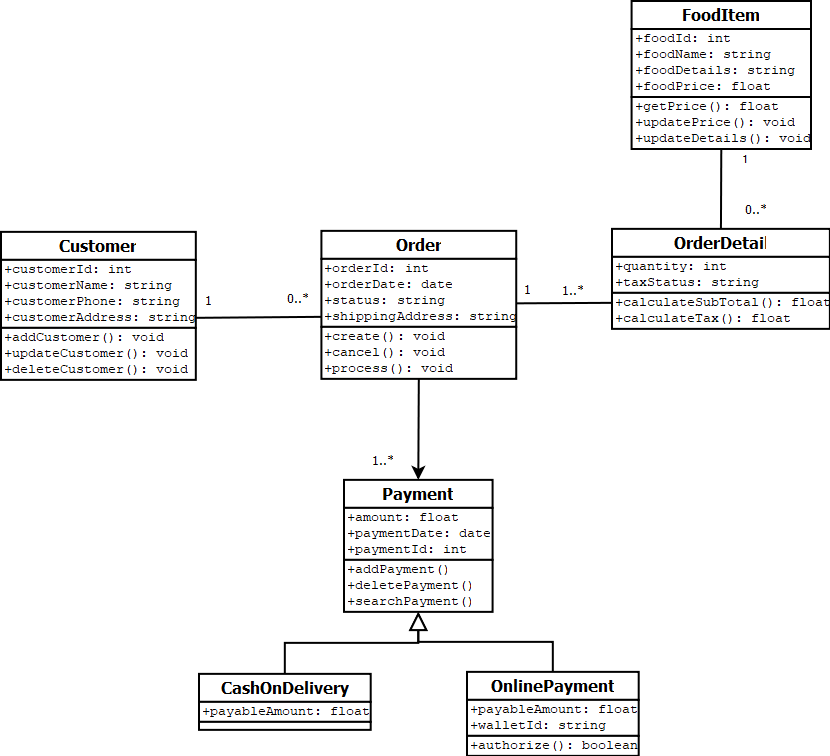 FoodItem
+foodId: int
+foodName: string
+foodDetails: string
+foodPrice: float
+getPrice(): float
+updatePrice(): void
+updateDetails(): void
1
0..*
Customer
+customerId: int
+customerName: string
+customerPhone: string
+customerAddress: string
+addCustomer(): void
+updateCustomer(): void
+deleteCustomer(): void
1
0..*
Order
+orderId: int
+orderDate: date
+status: string
+shippingAddress: string
+create(): void
+cancel(): void
+process(): void
1
1..*
OrderDetail
+quantity: int
+taxStatus: string
+calculateSubTotal(): float
+calculateTax(): float
1..*
Payment
+amount: float
+paymentDate: date
+paymentId: int
+addPayment()
+deletePayment()
+searchPayment()
CashOnDelivery
+payableAmount: float
OnlinePayment
+payableAmount: float
+walletId: string
+authorize(): boolean